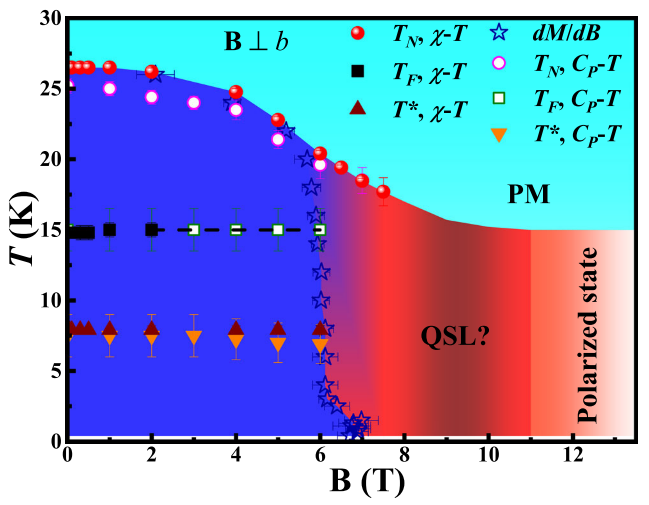 30
25
20
15
10
5
0
T ((K)
B ⊥ b
T_N, χ-T
dM/dB
T_F, χ-T
T_N, C_P-T
T*, χ-T
T_F, C_P-T
T*, C_P-T
PM
QSL?
Polarized state
0 2 4 6 8 10 12
B (T)